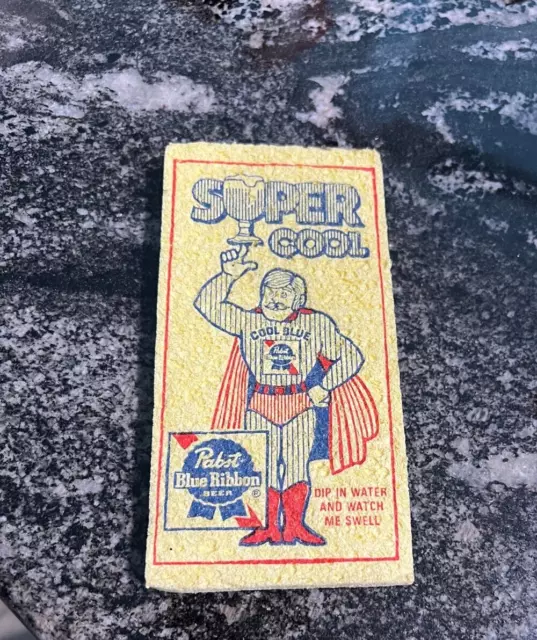 SUPER
COOL
COOL BLUE
Pabst
Blue Ribbon
Pabst
Blue Ribbon
BEER
®
DIP IN WATER
AND WATCH
ME SWELL